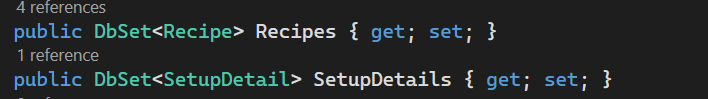 4 references
public DbSet<Recipe> Recipes { get; set; }
1 reference
public DbSet<SetupDetail> SetupDetails { get; set; }